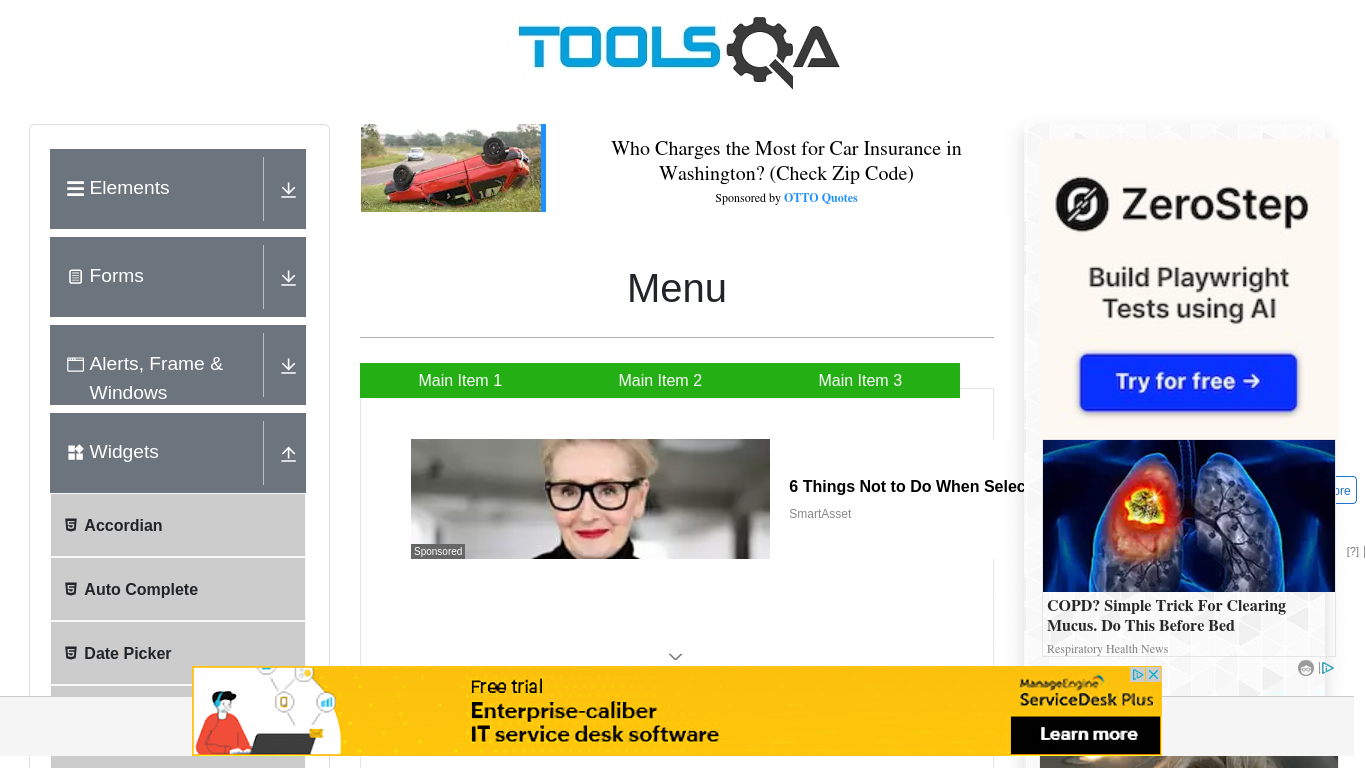 TOOLSQA
Elements
Forms
Alerts, Frame &
Windows
Widgets
Accordian
Auto Complete
Date Picker
Who Charges the Most for Car Insurance in
Washington? (Check Zip Code)
Sponsored by OTTO Quotes
Menu
Main Item 1
Main Item 2
Main Item 3
Sponsored
6 Things Not to Do When Selec
SmartAsset
ZeroStep
Build Playwright
Tests using AI
Try for free →
ore
[?]
COPD? Simple Trick For Clearing
Mucus. Do This Before Bed
Respiratory Health News
Free trial
Enterprise-caliber
IT service desk software
ManageEngine
ServiceDesk Plus
Learn more